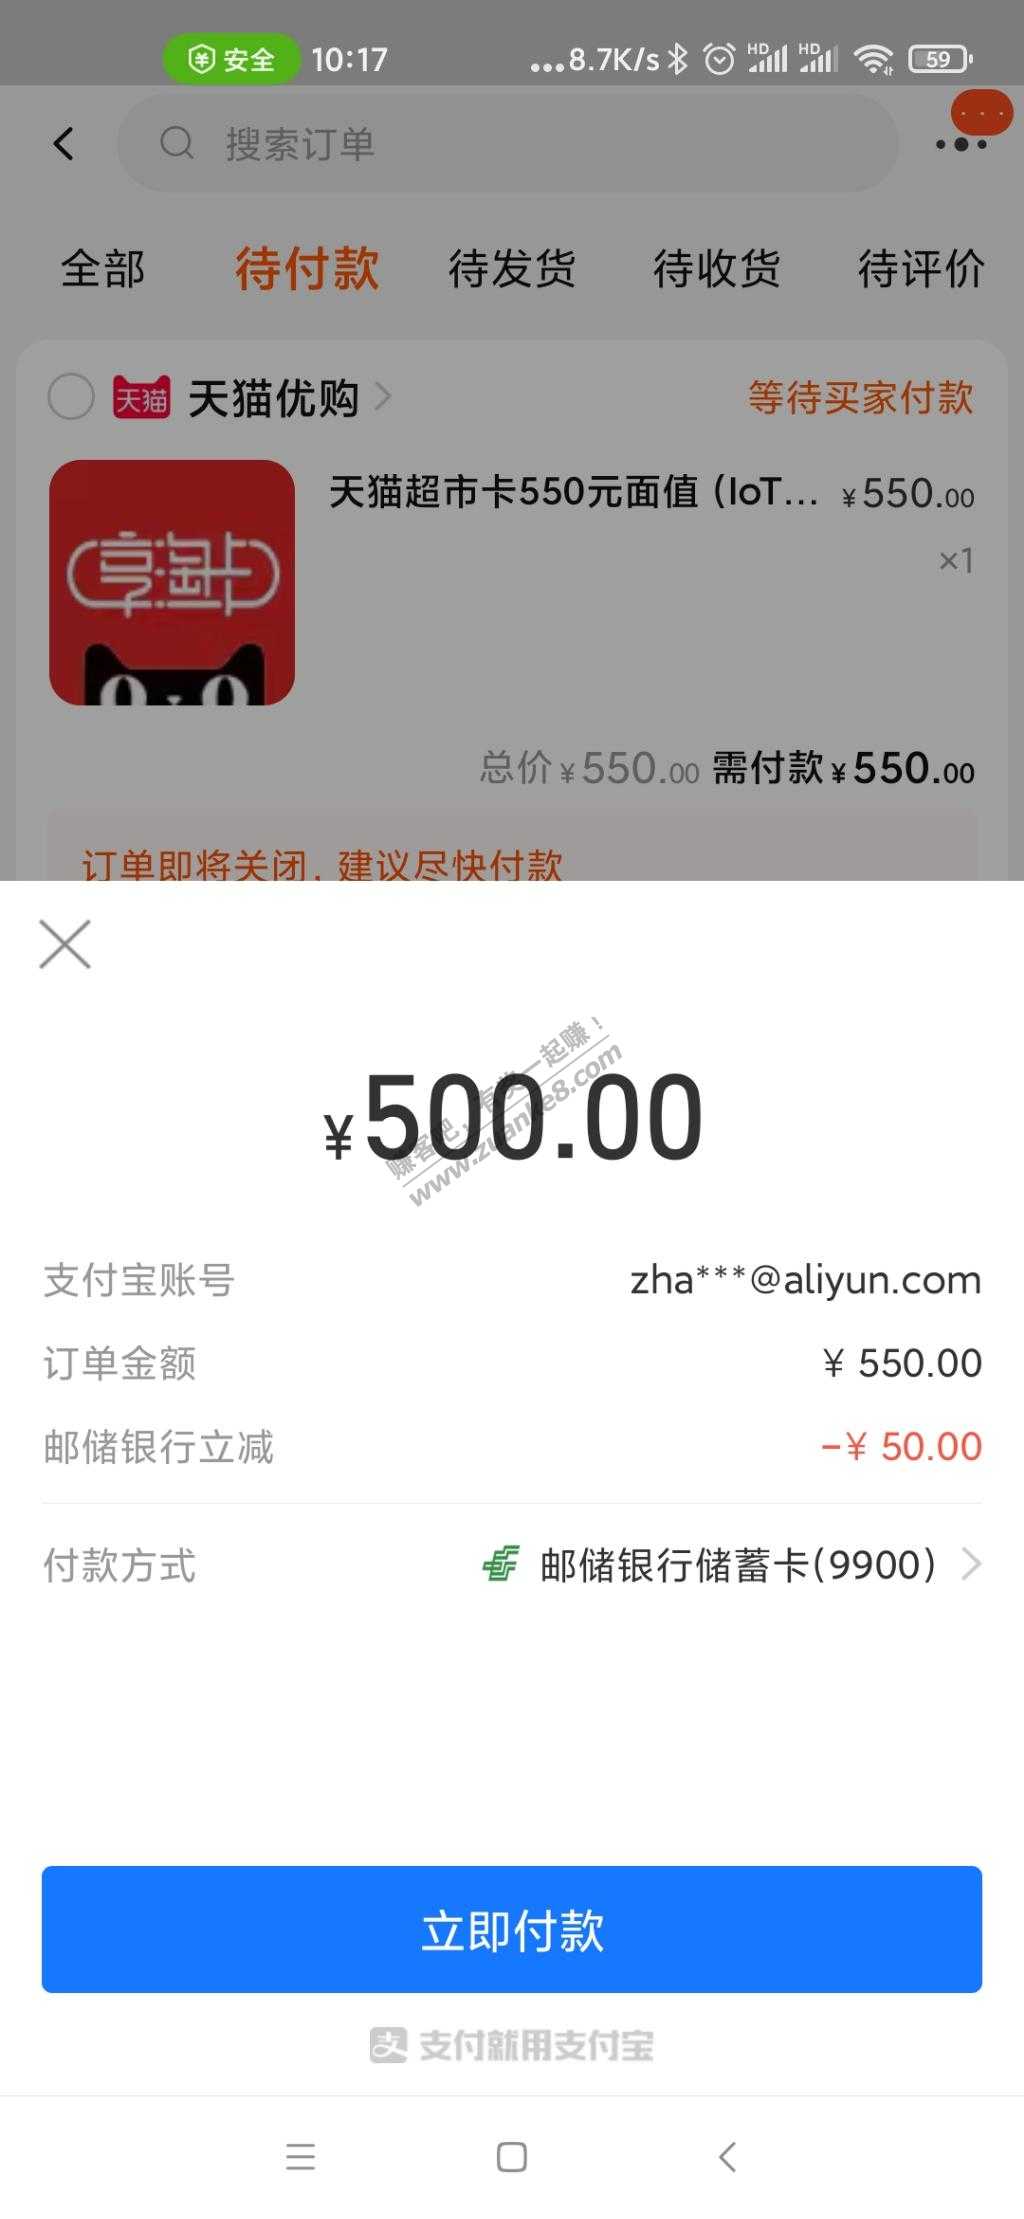 安全 10:17 ...8.7K/s HD HD 59
搜索订单
全部 待付款 待发货 待收货 待评价
天猫 天猫优购 等待买家付款
天猫超市卡550元面值 (IoT... ¥550.00
×1
享淘卡
总价¥550.00 需付款¥550.00
订单即将关闭，建议尽快付款
¥500.00
赚客吧，有奖一起赚！
www.zuanke8.com
支付宝账号 zha***@aliyun.com
订单金额 ¥ 550.00
邮储银行立减 -¥ 50.00
付款方式 邮储银行储蓄卡(9900)
立即付款
支 支付就用支付宝